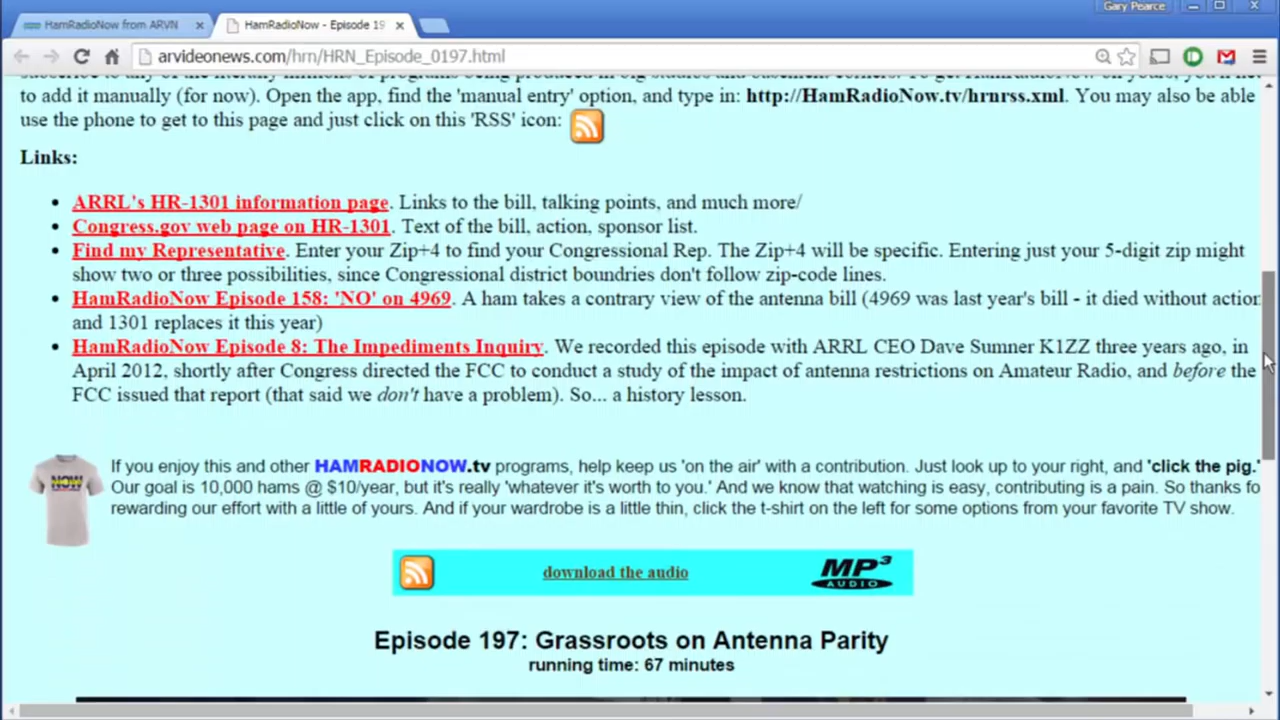 Gary Pearce
HamRadioNow from ARVN
HamRadioNow - Episode 19
arvideonews.com/hrn/HRN_Episode_0197.html
to add it manually (for now). Open the app, find the 'manual entry' option, and type in: http://HamRadioNow.tv/hrnrss.xml. You may also be able
use the phone to get to this page and just click on this 'RSS' icon:
Links:
ARRL's HR-1301 information page. Links to the bill, talking points, and much more/
Congress.gov web page on HR-1301. Text of the bill, action, sponsor list.
Find my Representative. Enter your Zip+4 to find your Congressional Rep. The Zip+4 will be specific. Entering just your 5-digit zip might
show two or three possibilities, since Congressional district boundries don't follow zip-code lines.
HamRadioNow Episode 158: 'NO' on 4969. A ham takes a contrary view of the antenna bill (4969 was last year's bill - it died without action
and 1301 replaces it this year)
HamRadioNow Episode 8: The Impediments Inquiry. We recorded this episode with ARRL CEO Dave Sumner K1ZZ three years ago, in
April 2012, shortly after Congress directed the FCC to conduct a study of the impact of antenna restrictions on Amateur Radio, and before the
FCC issued that report (that said we don't have a problem). So... a history lesson.
NOW
If you enjoy this and other HAMRADIONOW.tv programs, help keep us 'on the air' with a contribution. Just look up to your right, and 'click the pig.'
Our goal is 10,000 hams @ $10/year, but it's really 'whatever it's worth to you.' And we know that watching is easy, contributing is a pain. So thanks fo
rewarding our effort with a little of yours. And if your wardrobe is a little thin, click the t-shirt on the left for some options from your favorite TV show.
download the audio
MP3 AUDIO
Episode 197: Grassroots on Antenna Parity
running time: 67 minutes